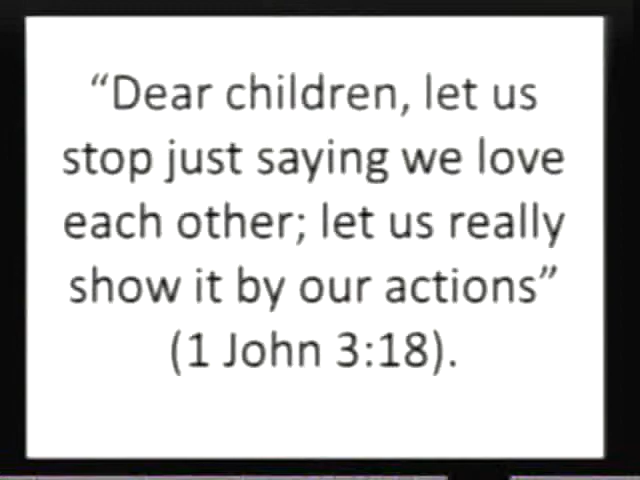 “Dear children, let us
stop just saying we love
each other; let us really
show it by our actions”
(1 John 3:18).